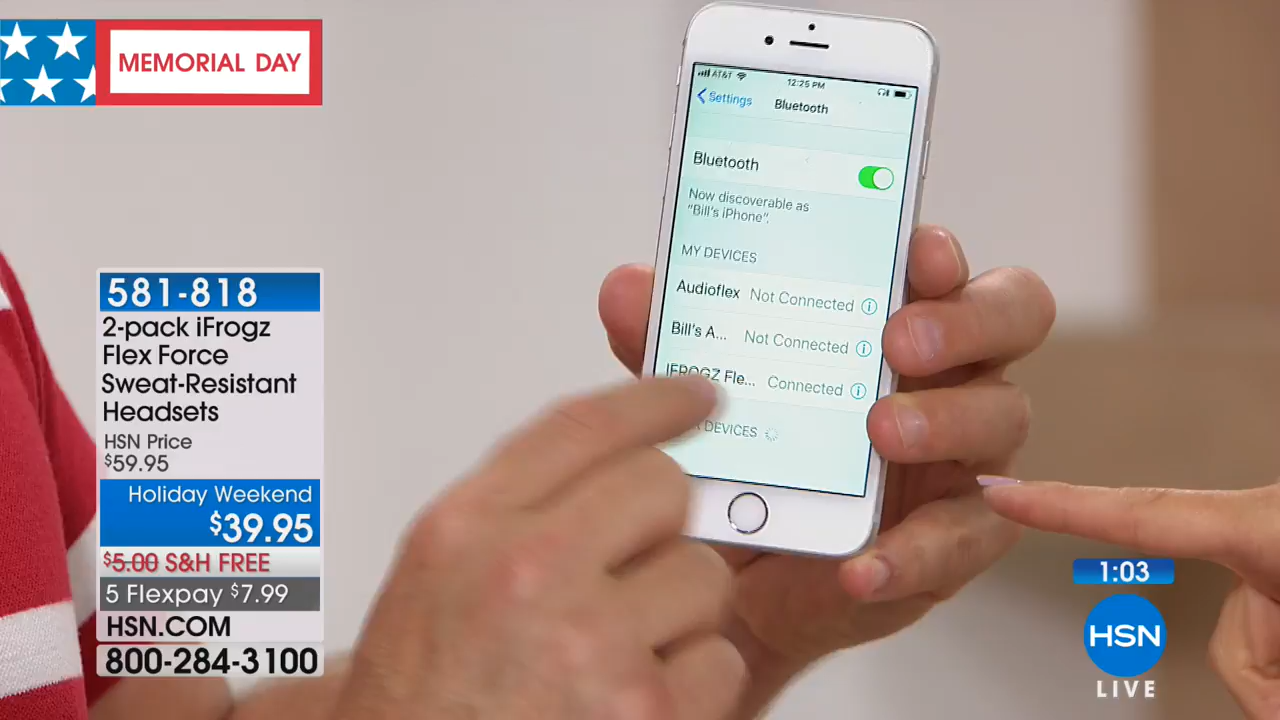 MEMORIAL DAY
AT&T
12:25 PM
Settings
Bluetooth
Bluetooth
Now discoverable as
"Bill's iPhone".
MY DEVICES
Audioflex Not Connected
Bill's A... Not Connected
IFROGZ Fle... Connected
DEVICES
581-818
2-pack iFrogz
Flex Force
Sweat-Resistant
Headsets
HSN Price
$59.95
Holiday Weekend
$39.95
$5.00 S&H FREE
5 Flexpay $7.99
HSN.COM
800-284-3100
1:03
HSN
LIVE